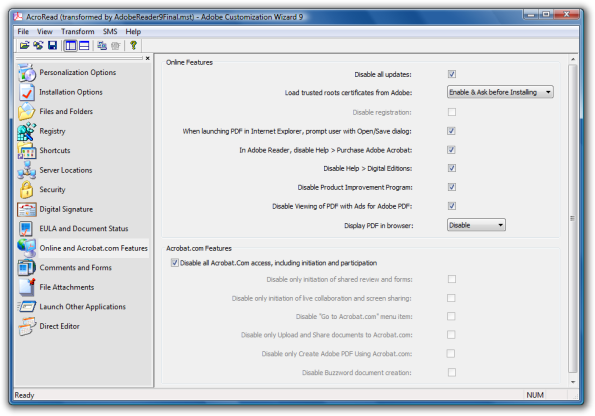 AcroRead (transformed by AdobeReader9Final.mst) - Adobe Customization Wizard 9
File View Transform SMS Help
Personalization Options
Installation Options
Files and Folders
Registry
Shortcuts
Server Locations
Security
Digital Signature
EULA and Document Status
Online and Acrobat.com Features
Comments and Forms
File Attachments
Launch Other Applications
Direct Editor
Online Features
Disable all updates:
Load trusted roots certificates from Adobe: Enable & Ask before Installing
Disable registration:
When launching PDF in Internet Explorer, prompt user with Open/Save dialog:
In Adobe Reader, disable Help > Purchase Adobe Acrobat:
Disable Help > Digital Editions:
Disable Product Improvement Program:
Disable Viewing of PDF with Ads for Adobe PDF:
Display PDF in browser: Disable
Acrobat.com Features
Disable all Acrobat.Com access, including initiation and participation
Disable only initiation of shared review and forms:
Disable only initiation of live collaboration and screen sharing:
Disable "Go to Acrobat.com" menu item:
Disable only Upload and Share documents to Acrobat.com:
Disable only Create Adobe PDF Using Acrobat.com:
Disable Buzzword document creation:
Ready NUM